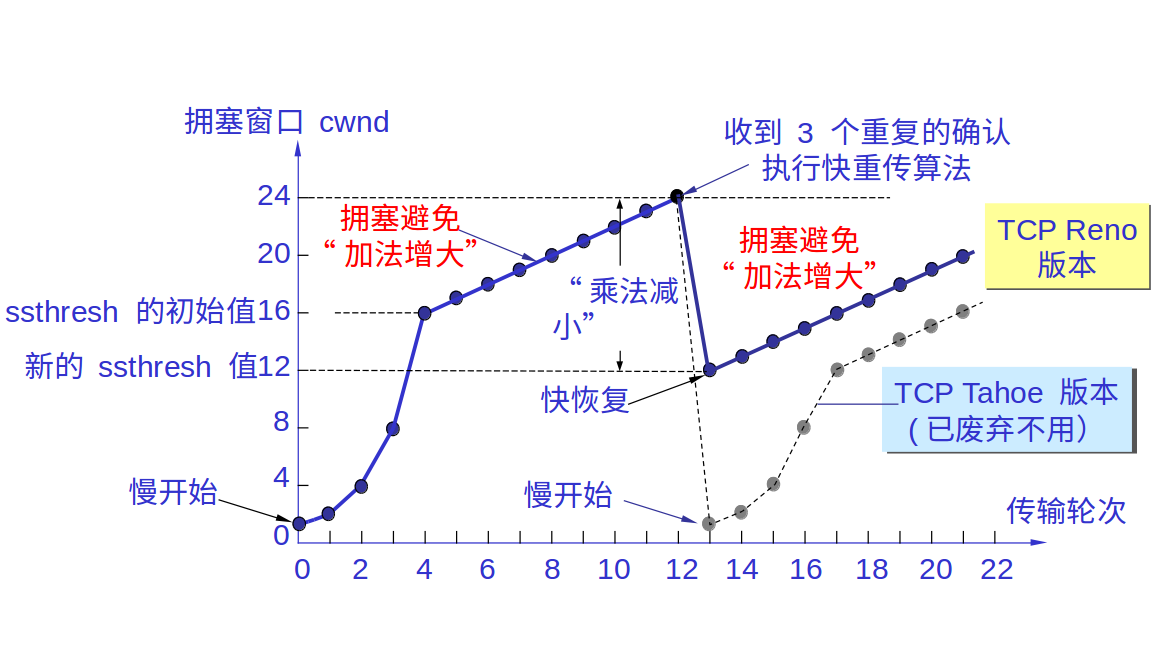 拥塞窗口 cwnd
收到 3 个重复的确认
执行快重传算法
24
拥塞避免
“加法增大”
拥塞避免
“加法增大”
TCP Reno
版本
20
“乘法减
小”
ssthresh 的初始值16
新的 ssthresh 值12
快恢复
TCP Tahoe 版本
(已废弃不用）
8
4
慢开始
慢开始
传输轮次
0
0 2 4 6 8 10 12 14 16 18 20 22